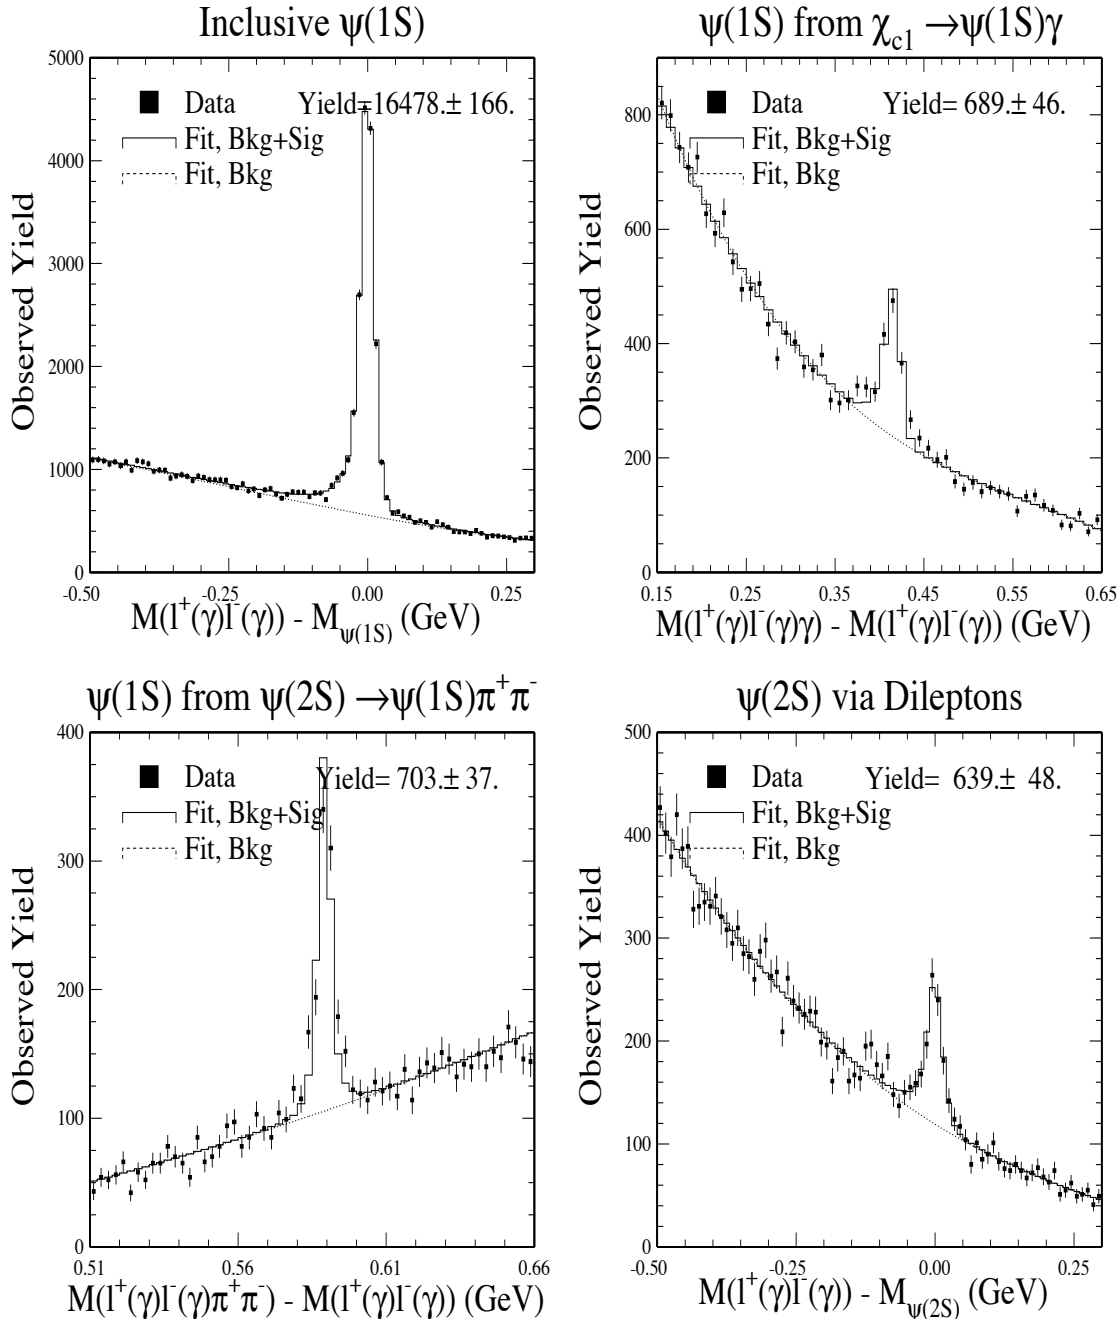 Inclusive ψ(1S)
5000
4000
3000
2000
1000
0
Observed Yield
Data Yield=16478.± 166.
Fit, Bkg+Sig
Fit, Bkg
-0.50 -0.25 0.00 0.25
M(l⁺(γ)l⁻(γ)) - M_ψ(1S) (GeV)
ψ(1S) from χ_c1 →ψ(1S)γ
800
600
400
200
0
Observed Yield
Data Yield= 689.± 46.
Fit, Bkg+Sig
Fit, Bkg
0.15 0.25 0.35 0.45 0.55 0.65
M(l⁺(γ)l⁻(γ)γ) - M(l⁺(γ)l⁻(γ)) (GeV)
ψ(1S) from ψ(2S) →ψ(1S)π⁺π⁻
400
300
200
100
0
Observed Yield
Data Yield= 703.± 37.
Fit, Bkg+Sig
Fit, Bkg
0.51 0.56 0.61 0.66
M(l⁺(γ)l⁻(γ)π⁺π⁻) - M(l⁺(γ)l⁻(γ)) (GeV)
ψ(2S) via Dileptons
500
400
300
200
100
0
Observed Yield
Data Yield= 639.± 48.
Fit, Bkg+Sig
Fit, Bkg
-0.50 -0.25 0.00 0.25
M(l⁺(γ)l⁻(γ)) - M_ψ(2S) (GeV)